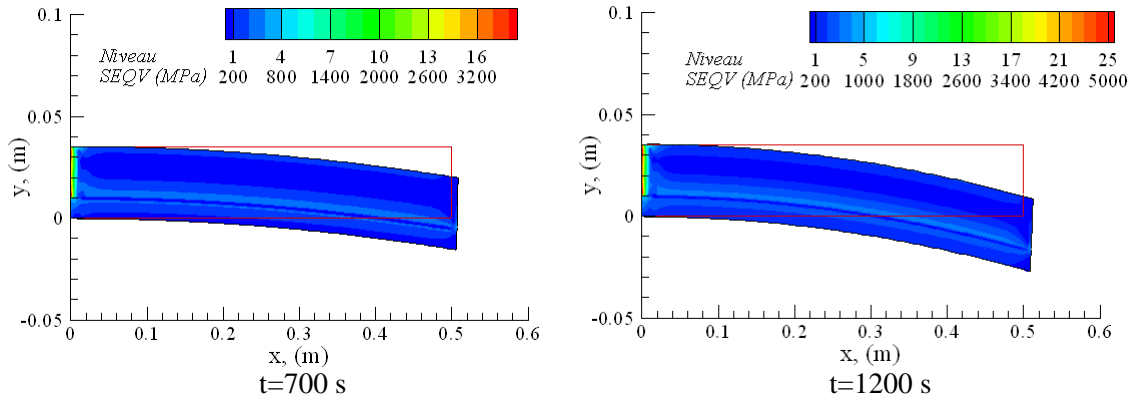 0.1
Niveau 1 4 7 10 13 16
SEQV (MPa) 200 800 1400 2000 2600 3200
0.05
y, (m)
0
-0.05
0 0.1 0.2 0.3 0.4 0.5 0.6
x, (m)
t=700 s
0.1
Niveau 1 5 9 13 17 21 25
SEQV (MPa) 200 1000 1800 2600 3400 4200 5000
0.05
y, (m)
0
-0.05
0 0.1 0.2 0.3 0.4 0.5 0.6
x, (m)
t=1200 s